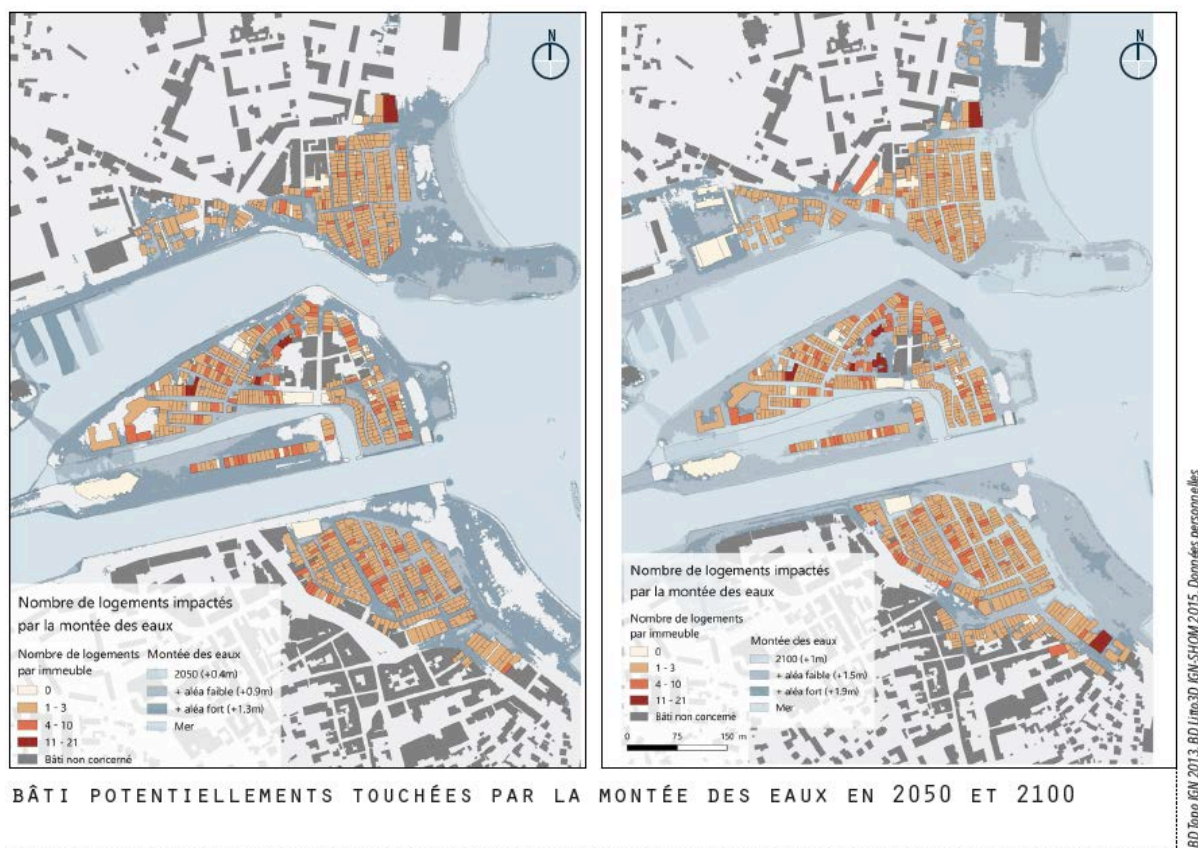 N
Nombre de logements impactés
par la montée des eaux
Nombre de logements
par immeuble
0
1 - 3
4 - 10
11 - 21
Bâti non concerné
Montée des eaux
2050 (+0.4m)
+ aléa faible (+0.9m)
+ aléa fort (+1.3m)
Mer
N
Nombre de logements impactés
par la montée des eaux
Nombre de logements
par immeuble
0
1 - 3
4 - 10
11 - 21
Bâti non concerné
Montée des eaux
2100 (+1m)
+ aléa faible (+1.5m)
+ aléa fort (+1.9m)
Mer
0 75 150 m
BD Topo IGN 2013, BD Litto3D IGN-SHOM 2015, Données personnelles
BÂTI POTENTIELLEMENTS TOUCHÉES PAR LA MONTÉE DES EAUX EN 2050 ET 2100